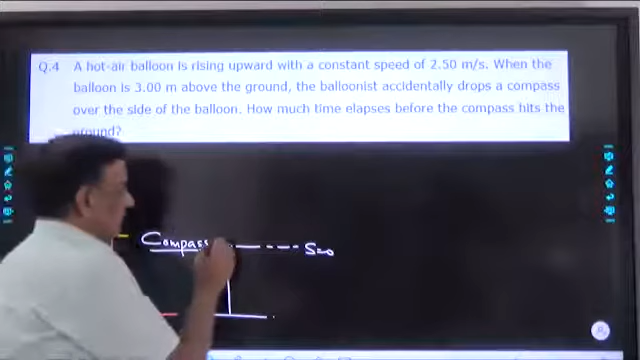 Q.4 A hot-air balloon is rising upward with a constant speed of 2.50 m/s. When the
balloon is 3.00 m above the ground, the balloonist accidentally drops a compass
over the side of the balloon. How much time elapses before the compass hits the
ground?
Compass S=0